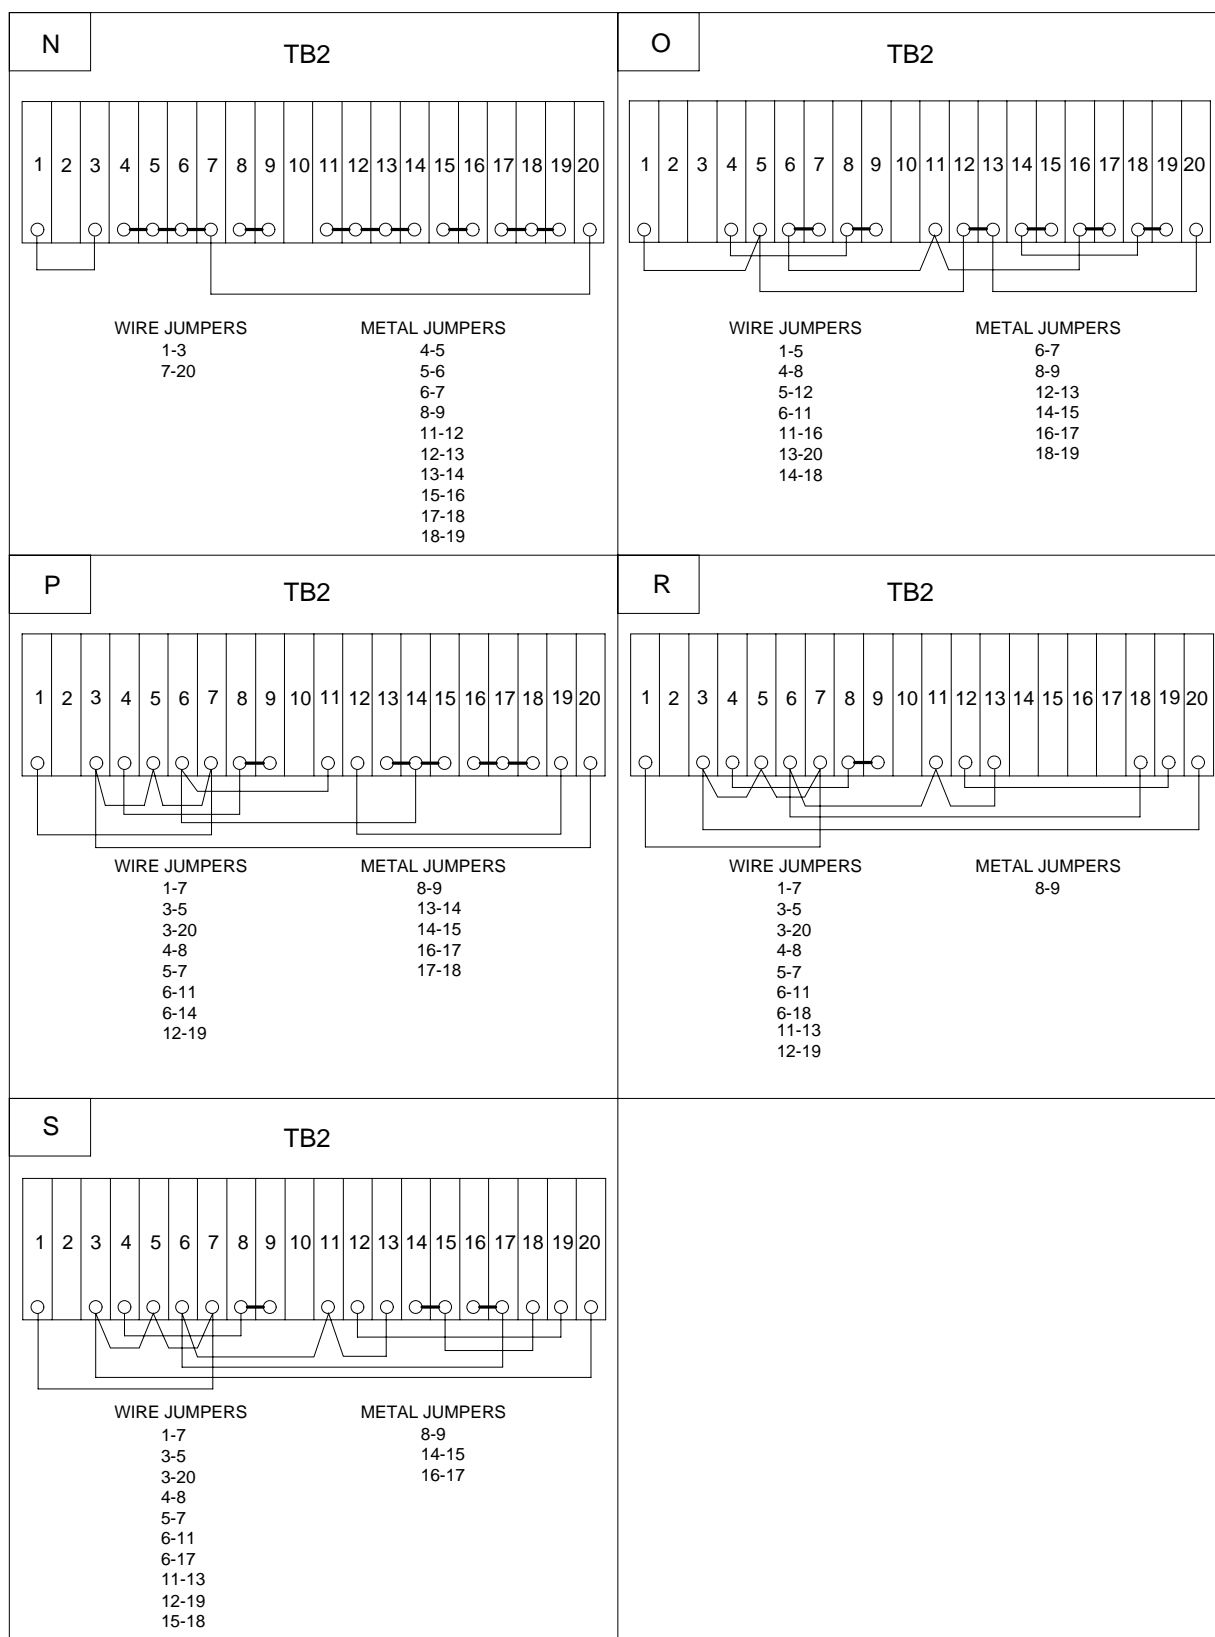 N
TB2
1 2 3 4 5 6 7 8 9 10 11 12 13 14 15 16 17 18 19 20
WIRE JUMPERS
1-3
7-20
METAL JUMPERS
4-5
5-6
6-7
8-9
11-12
12-13
13-14
15-16
17-18
18-19
O
TB2
1 2 3 4 5 6 7 8 9 10 11 12 13 14 15 16 17 18 19 20
WIRE JUMPERS
1-5
4-8
5-12
6-11
11-16
13-20
14-18
METAL JUMPERS
6-7
8-9
12-13
14-15
16-17
18-19
P
TB2
1 2 3 4 5 6 7 8 9 10 11 12 13 14 15 16 17 18 19 20
WIRE JUMPERS
1-7
3-5
3-20
4-8
5-7
6-11
6-14
12-19
METAL JUMPERS
8-9
13-14
14-15
16-17
17-18
R
TB2
1 2 3 4 5 6 7 8 9 10 11 12 13 14 15 16 17 18 19 20
WIRE JUMPERS
1-7
3-5
3-20
4-8
5-7
6-11
6-18
11-13
12-19
METAL JUMPERS
8-9
S
TB2
1 2 3 4 5 6 7 8 9 10 11 12 13 14 15 16 17 18 19 20
WIRE JUMPERS
1-7
3-5
3-20
4-8
5-7
6-11
6-17
11-13
12-19
15-18
METAL JUMPERS
8-9
14-15
16-17